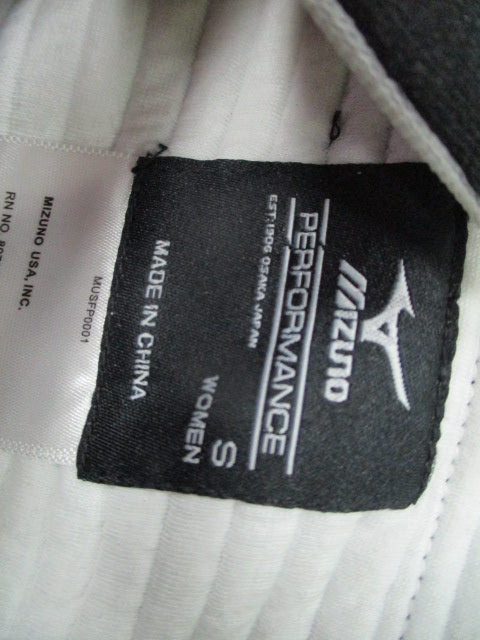 MIZUNO
PERFORMANCE
EST. 1906 OSAKA, JAPAN
S
WOMEN
MADE IN CHINA
MUSFP0001
MIZUNO USA, INC.
RN NO.